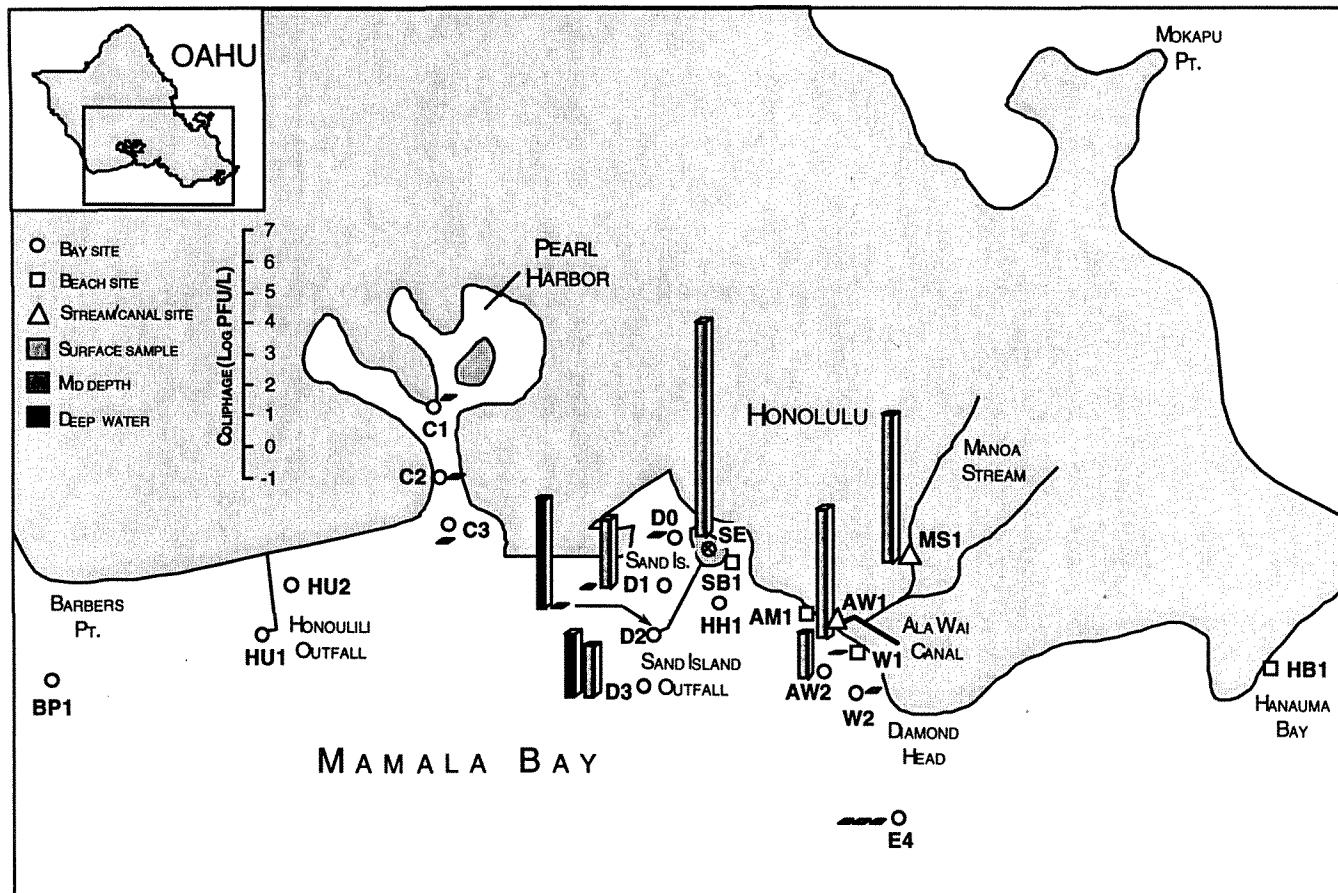 OAHU
MOKAPU
PT.
BAY SITE
BEACH SITE
STREAM/CANAL SITE
SURFACE SAMPLE
MID DEPTH
DEEP WATER
COLIPHAGE (LOG PFU/L)
7
6
5
4
3
2
1
0
-1
PEARL
HARBOR
C1
C2
C3
HONOLULU
MANOA
STREAM
MS1
D0
SE
SAND IS.
D1
SB1
HH1
D2
SAND ISLAND
OUTFALL
D3
AM1
AW1
ALA WAI
CANAL
W1
AW2
W2
DIAMOND
HEAD
HB1
HANAUMA
BAY
BARBERS
PT.
HU2
HONOULILI
OUTFALL
HU1
BP1
MAMALA BAY
E4